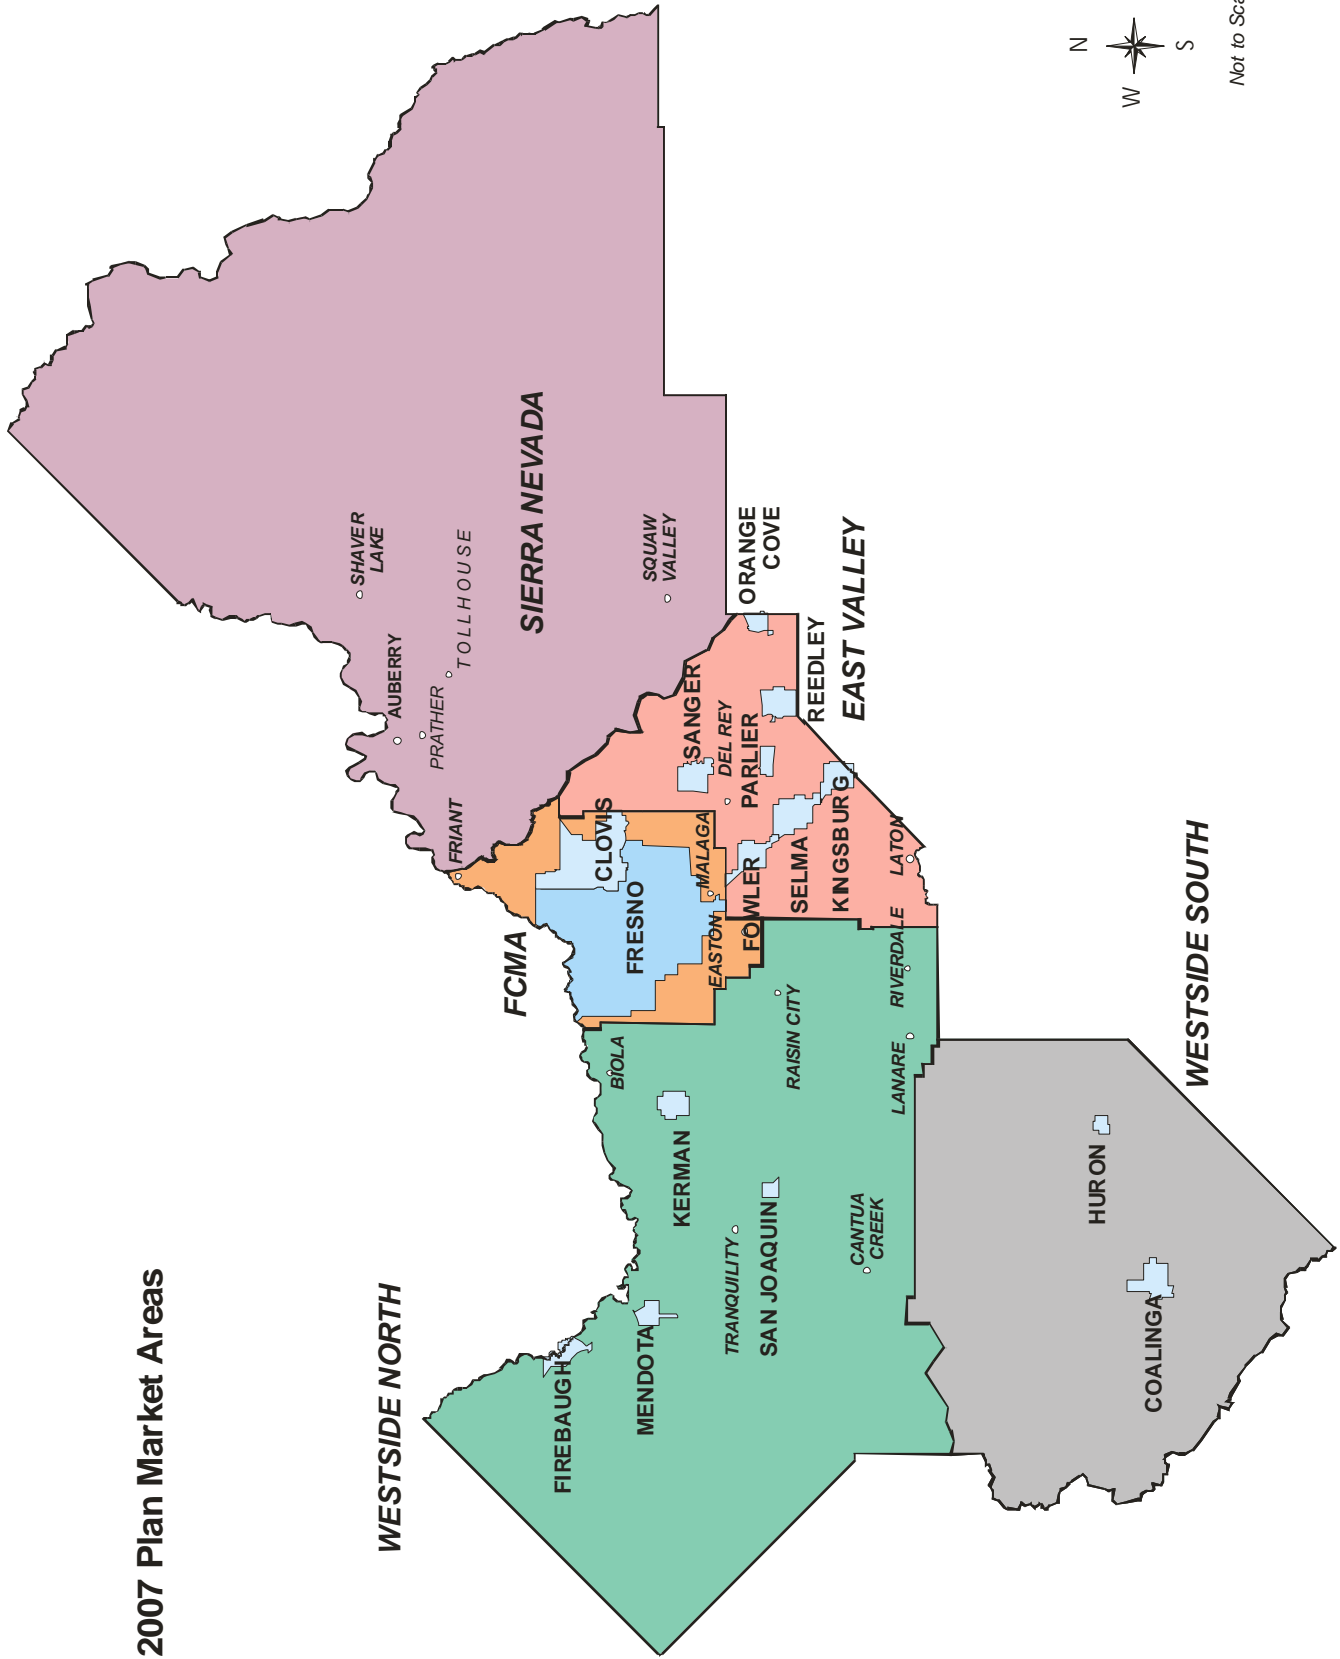 2007 Plan Market Areas
WESTSIDE NORTH
FCMA
SIERRA NEVADA
EAST VALLEY
WESTSIDE SOUTH
FIREBAUGH
MENDOTA
KERMAN
TRANQUILITY
SAN JOAQUIN
CANTUA
CREEK
BIOLA
RAISIN CITY
LANARE
RIVERDALE
FRESNO
CLOVIS
FRIANT
EASTON
MALAGA
FOWLER
SELMA
KINGSBURG
LATON
SANGER
DEL REY
PARLIER
REEDLEY
ORANGE
COVE
AUBERRY
PRATHER
TOLLHOUSE
SHAVER
LAKE
SQUAW
VALLEY
HURON
COALINGA
N
W
S
Not to